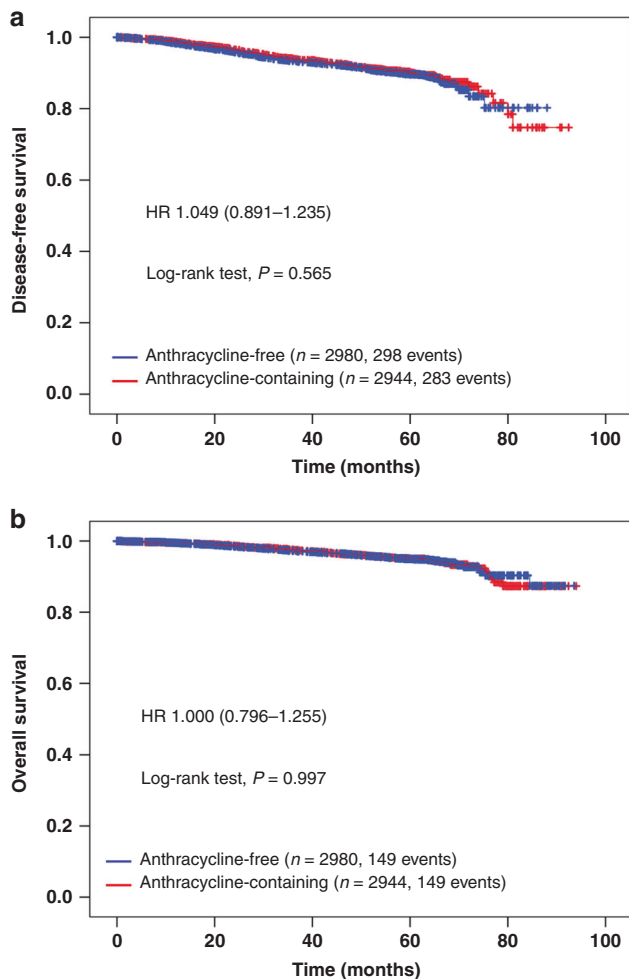 a
1.0
0.8
0.6
0.4
0.2
0.0
Disease-free survival
HR 1.049 (0.891–1.235)
Log-rank test, P = 0.565
Anthracycline-free (n = 2980, 298 events)
Anthracycline-containing (n = 2944, 283 events)
0 20 40 60 80 100
Time (months)
b
1.0
0.8
0.6
0.4
0.2
0.0
Overall survival
HR 1.000 (0.796–1.255)
Log-rank test, P = 0.997
Anthracycline-free (n = 2980, 149 events)
Anthracycline-containing (n = 2944, 149 events)
0 20 40 60 80 100
Time (months)